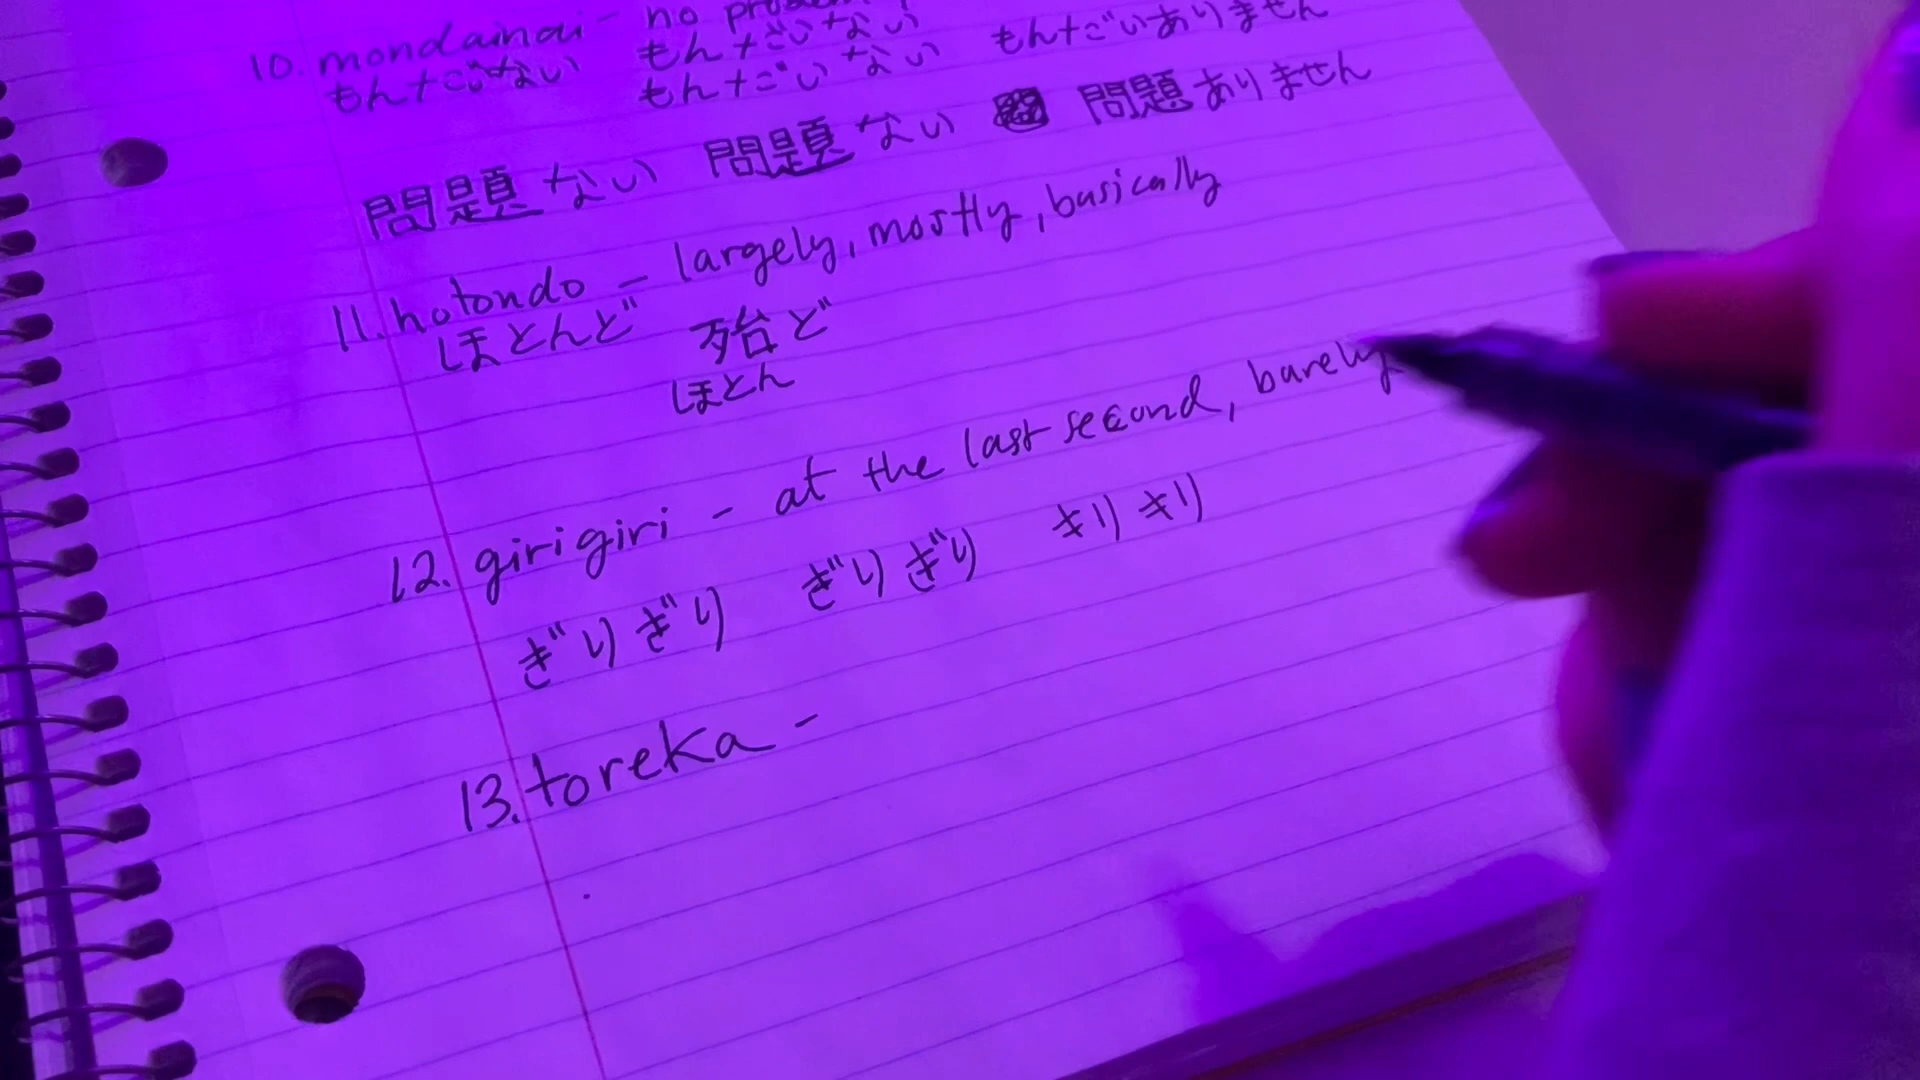 10. mondainai - no
もんだいない もんだいない
もんだいない もんだいありません
問題ない 問題ない 問題ありません
11. hotondo - largely, mostly, basically
ほとんど 殆ど
ほとん
12. girigiri - at the last second, barely
ぎりぎり ぎりぎり キリキリ
13. toreka -